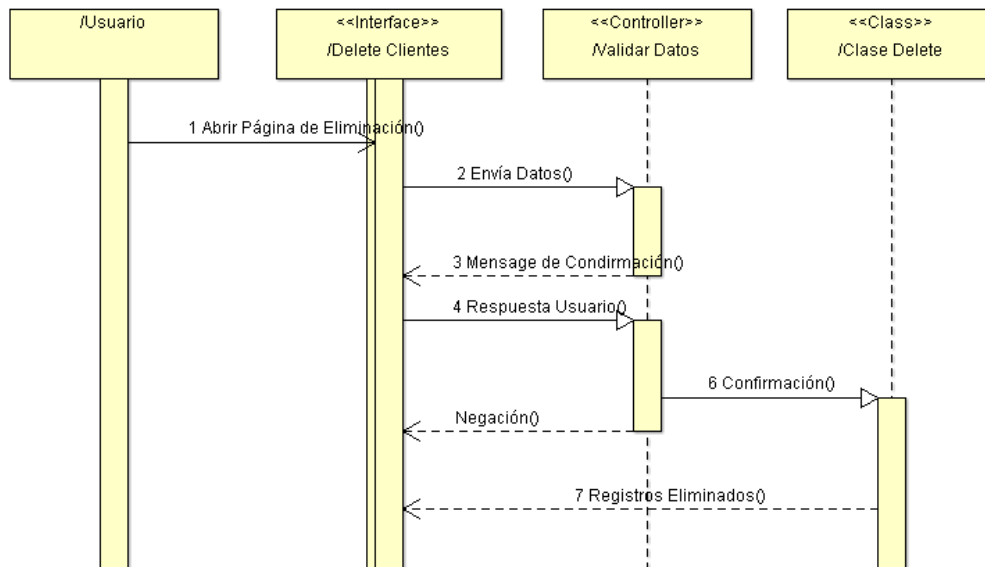 /Usuario
<<Interface>>
/Delete Clientes
<<Controller>>
/Validar Datos
<<Class>>
/Clase Delete
1 Abrir Página de Eliminación()
2 Envía Datos()
3 Mensage de Condirmación()
4 Respuesta Usuario()
6 Confirmación()
Negación()
7 Registros Eliminados()